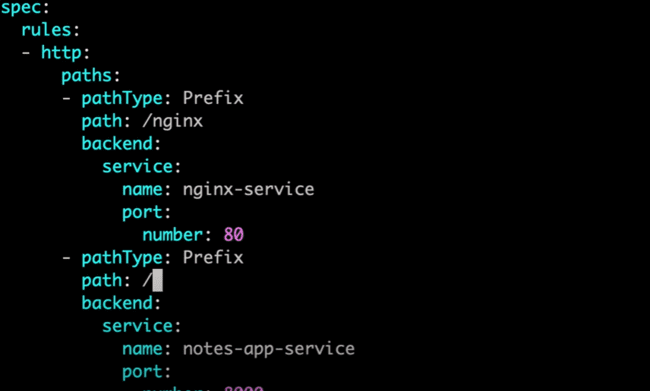 spec:
  rules:
  - http:
      paths:
      - pathType: Prefix
        path: /nginx
        backend:
          service:
            name: nginx-service
            port:
              number: 80
      - pathType: Prefix
        path: /
        backend:
          service:
            name: notes-app-service
            port: